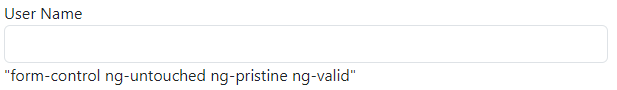 User Name
"form-control ng-untouched ng-pristine ng-valid"